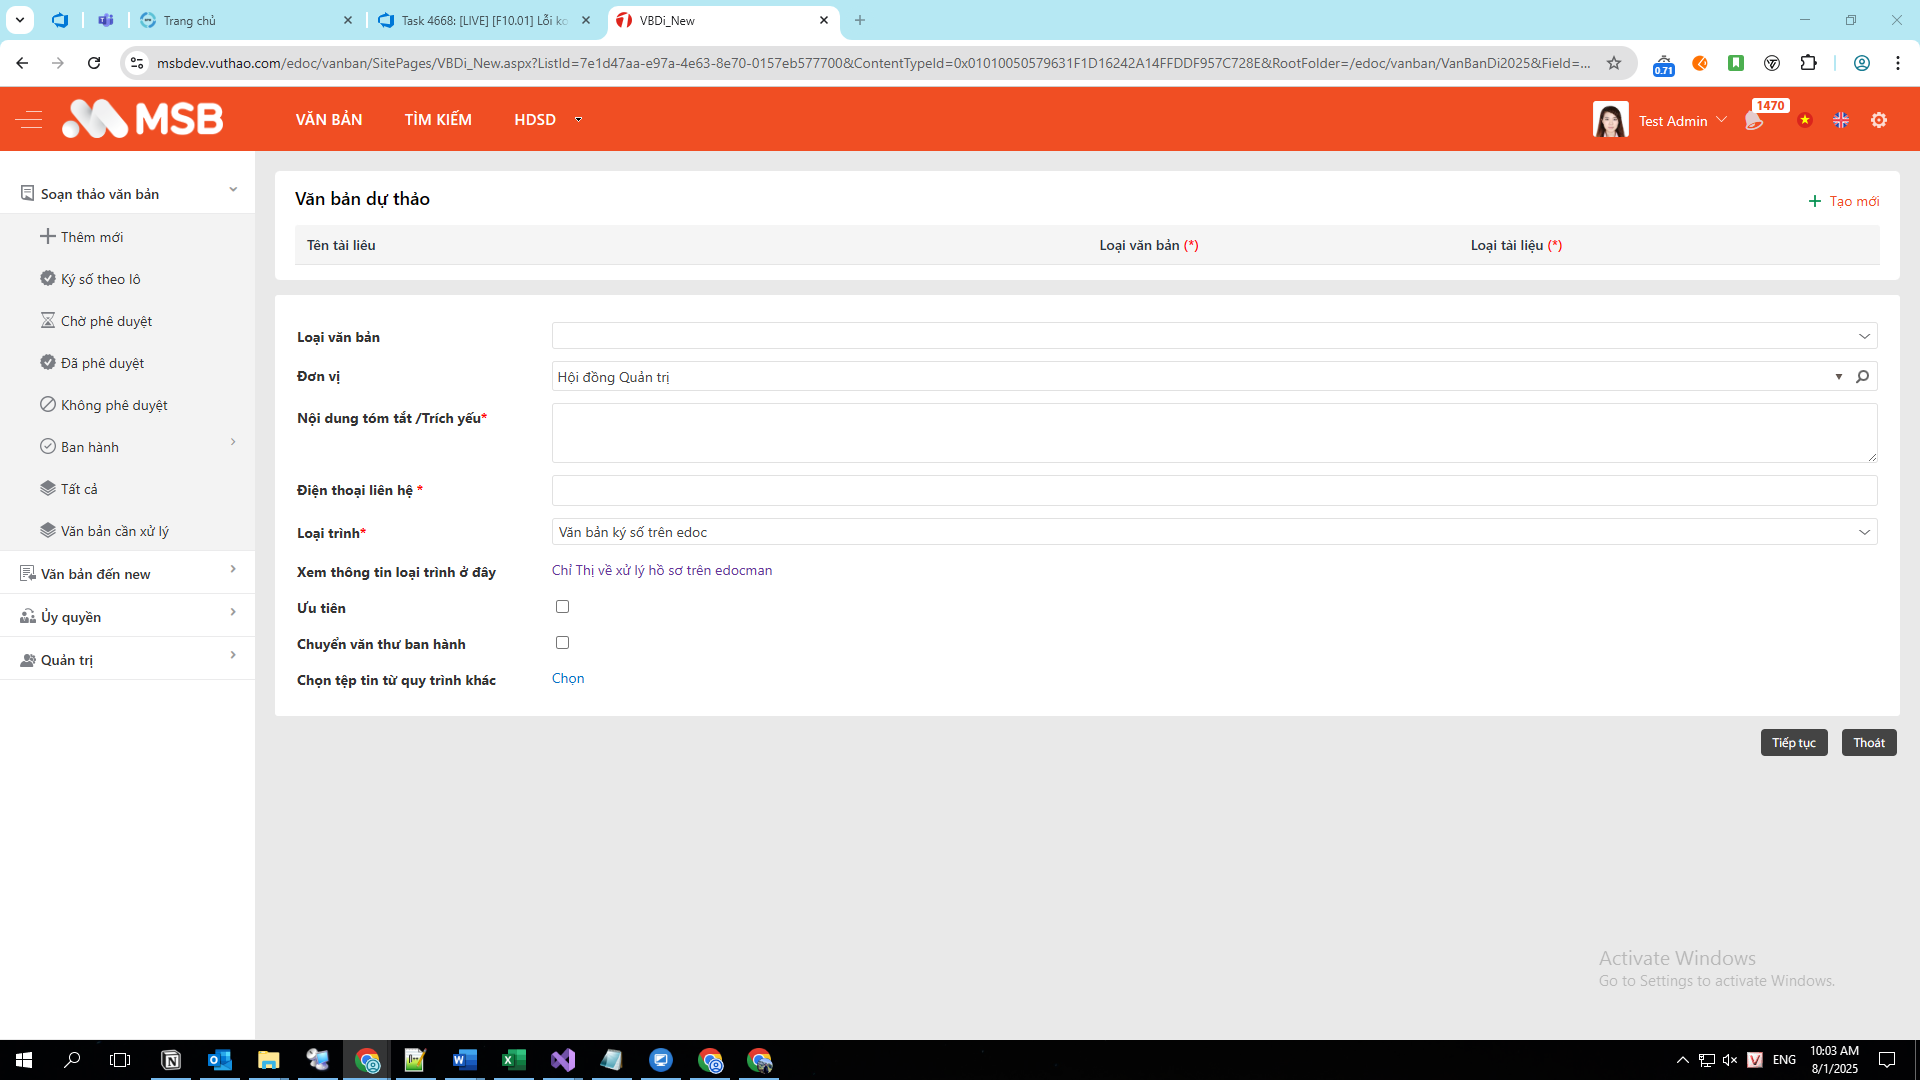 Trang chủ
Task 4668: [LIVE] [F10.01] Lỗi ko
VBDi_New
msbdev.vuthao.com/edoc/vanban/SitePages/VBDi_New.aspx?ListId=7e1d47aa-e97a-4e63-8e70-0157eb577700&ContentTypeId=0x01010050579631F1D16242A14FFDDF957C728E&RootFolder=/edoc/vanban/VanBanDi2025&Field=...
0.71
MSB
VĂN BẢN
TÌM KIẾM
HDSD
Test Admin
1470
Soạn thảo văn bản
Thêm mới
Ký số theo lô
Chờ phê duyệt
Đã phê duyệt
Không phê duyệt
Ban hành
Tất cả
Văn bản cần xử lý
Văn bản đến new
Ủy quyền
Quản trị
Văn bản dự thảo
Tạo mới
Tên tài liêu
Loại văn bản (*)
Loại tài liệu (*)
Loại văn bản
Đơn vị
Hội đồng Quản trị
Nội dung tóm tắt /Trích yếu*
Điện thoại liên hệ *
Loại trình*
Văn bản ký số trên edoc
Xem thông tin loại trình ở đây
Chỉ Thị về xử lý hồ sơ trên edocman
Ưu tiên
Chuyển văn thư ban hành
Chọn tệp tin từ quy trình khác
Chọn
Tiếp tục
Thoát
Activate Windows
Go to Settings to activate Windows.
ENG
10:03 AM
8/1/2025